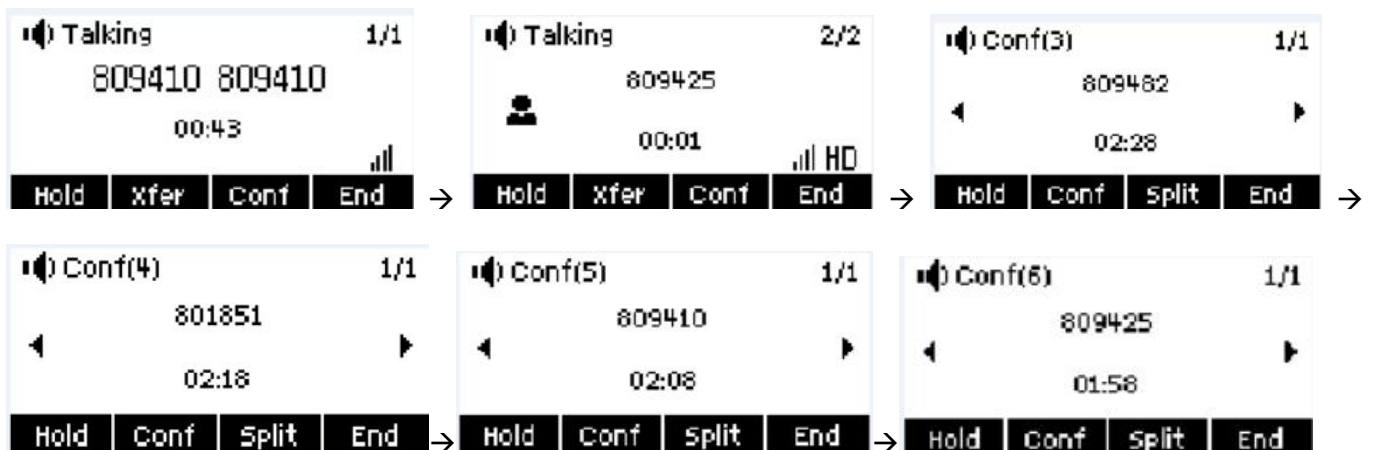 Talking 1/1
809410 809410
00:43
Hold Xfer Conf End
→
Talking 2/2
809425
00:01
HD
Hold Xfer Conf End
→
Conf(3) 1/1
809482
02:28
Hold Conf Split End
→
Conf(4) 1/1
801851
02:18
Hold Conf Split End
→
Conf(5) 1/1
809410
02:08
Hold Conf Split End
→
Conf(6) 1/1
809425
01:58
Hold Conf Split End